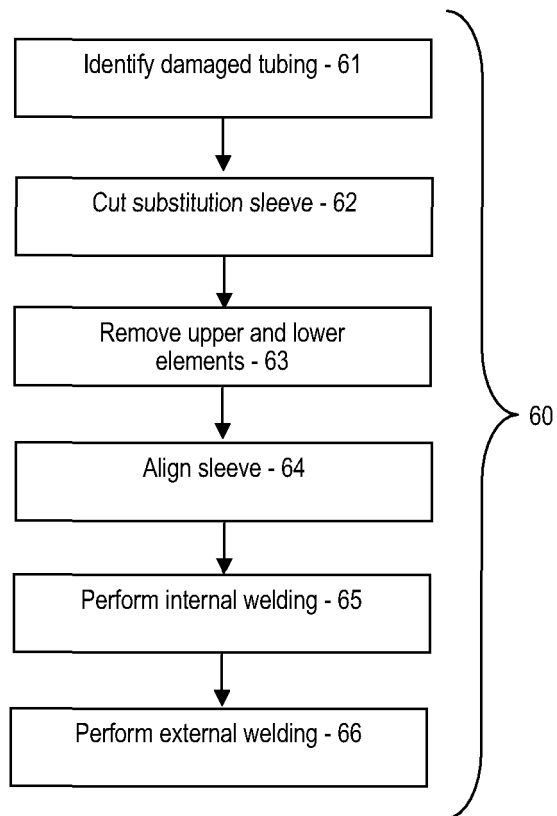 Identify damaged tubing - 61
Cut substitution sleeve - 62
Remove upper and lower
elements - 63
Align sleeve - 64
Perform internal welding - 65
Perform external welding - 66
60